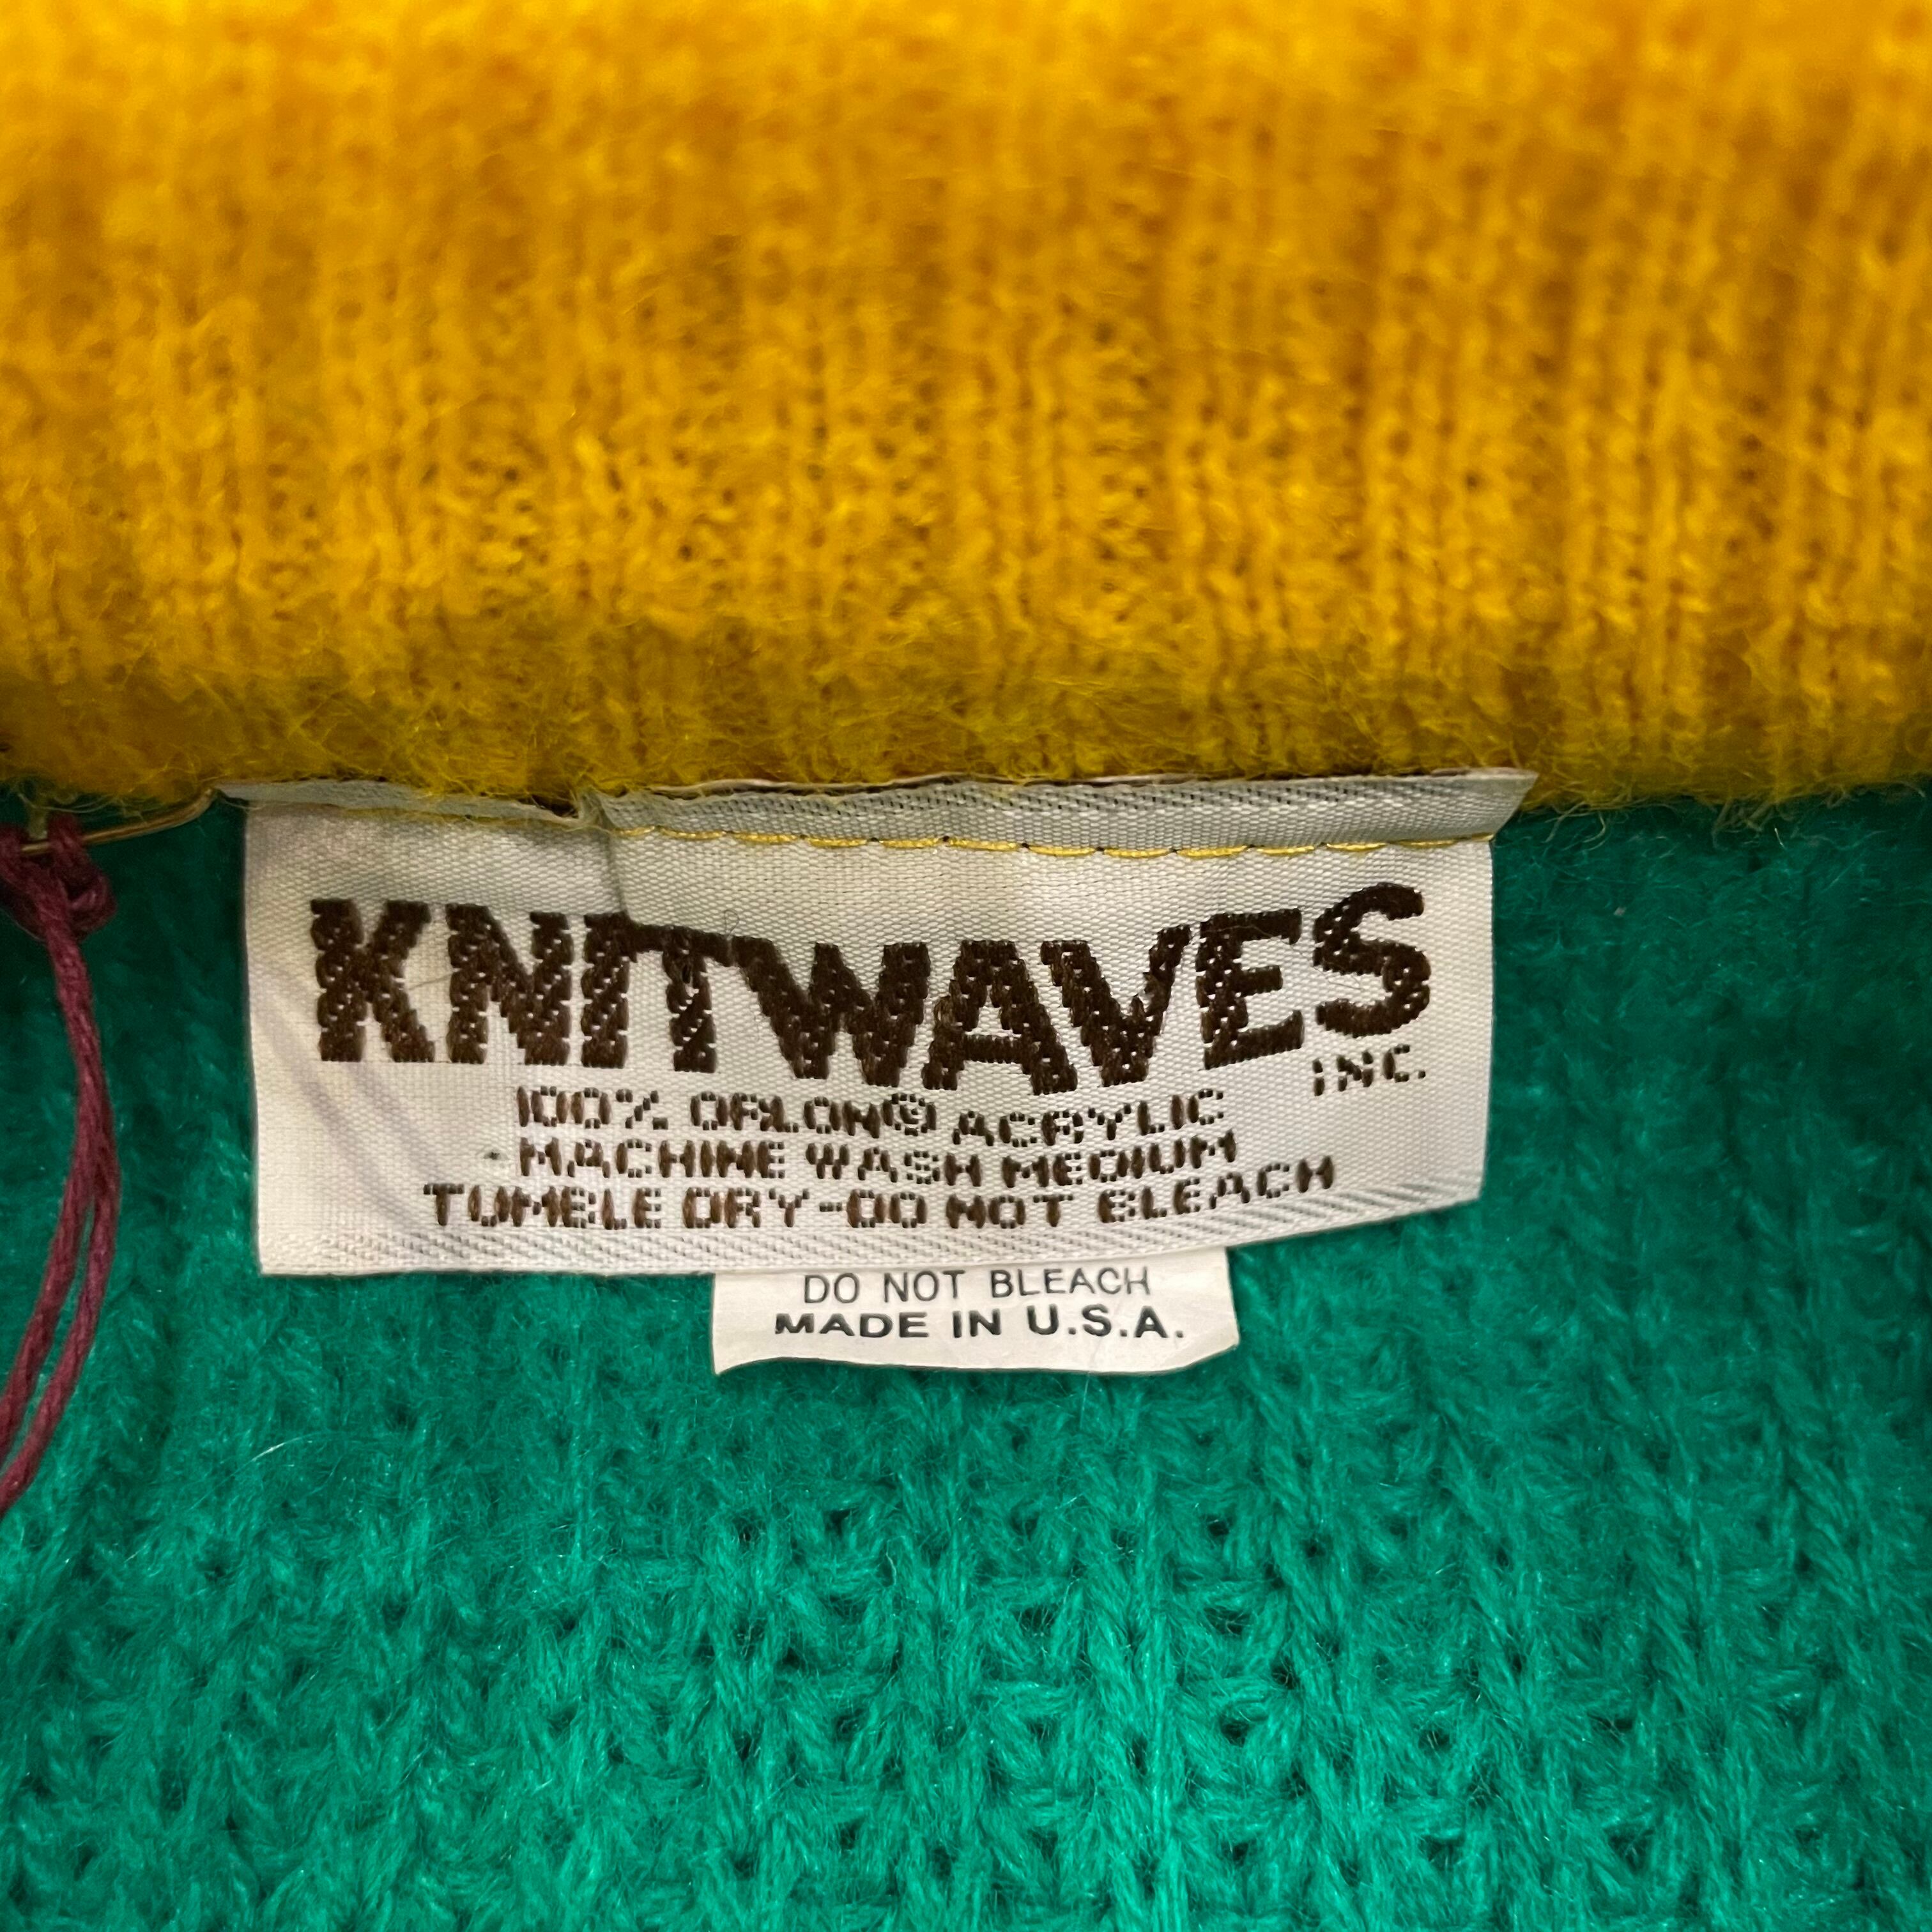 KNITWAVES
INC.
100% ORLON® ACRYLIC
MACHINE WASH MEDIUM
TUMBLE DRY-DO NOT BLEACH
DO NOT BLEACH
MADE IN U.S.A.